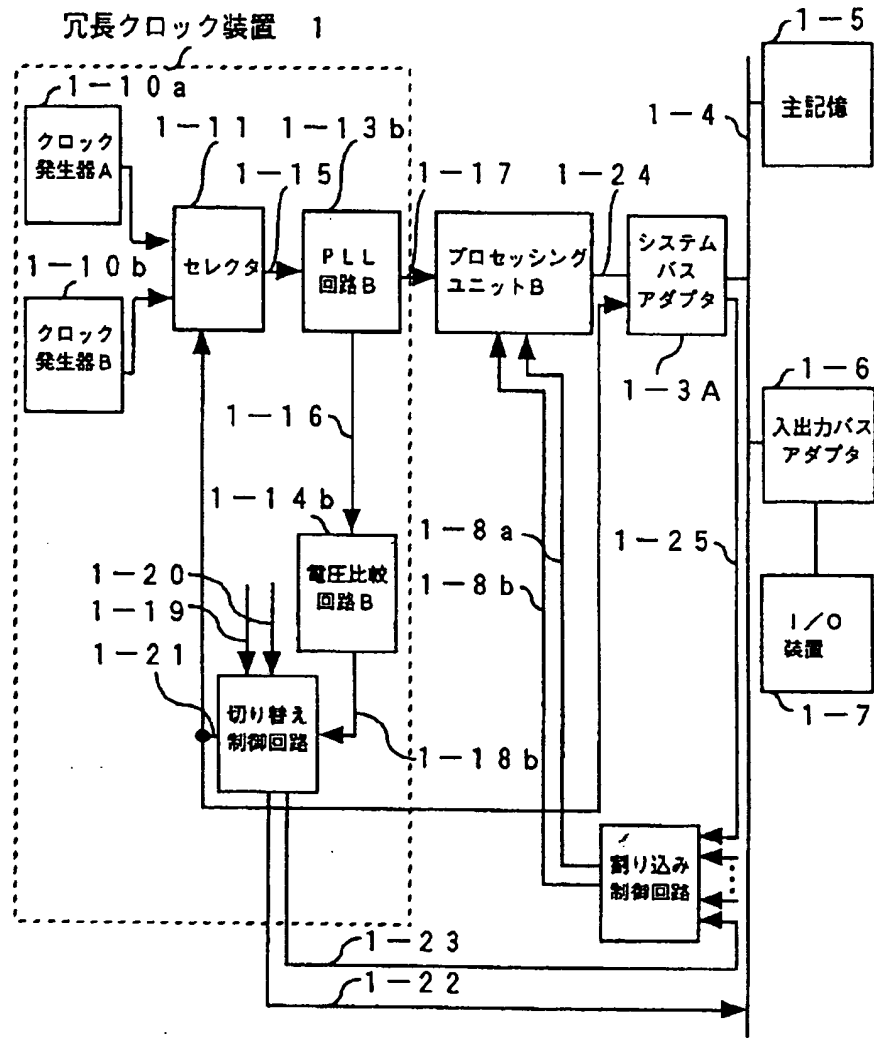 冗長クロック装置 1
1-10a
クロック
発生器A
1-10b
クロック
発生器B
1-11
セレクタ
1-15
1-13b
PLL
回路B
1-17
プロセッシング
ユニットB
1-24
システム
バス
アダプタ
1-3A
1-4
1-5
主記憶
1-6
入出力バス
アダプタ
I/O
装置
1-7
1-16
1-14b
電圧比較
回路B
1-8a
1-8b
1-25
1-20
1-19
1-21
切り替え
制御回路
1-18b
割り込み
制御回路
1-23
1-22